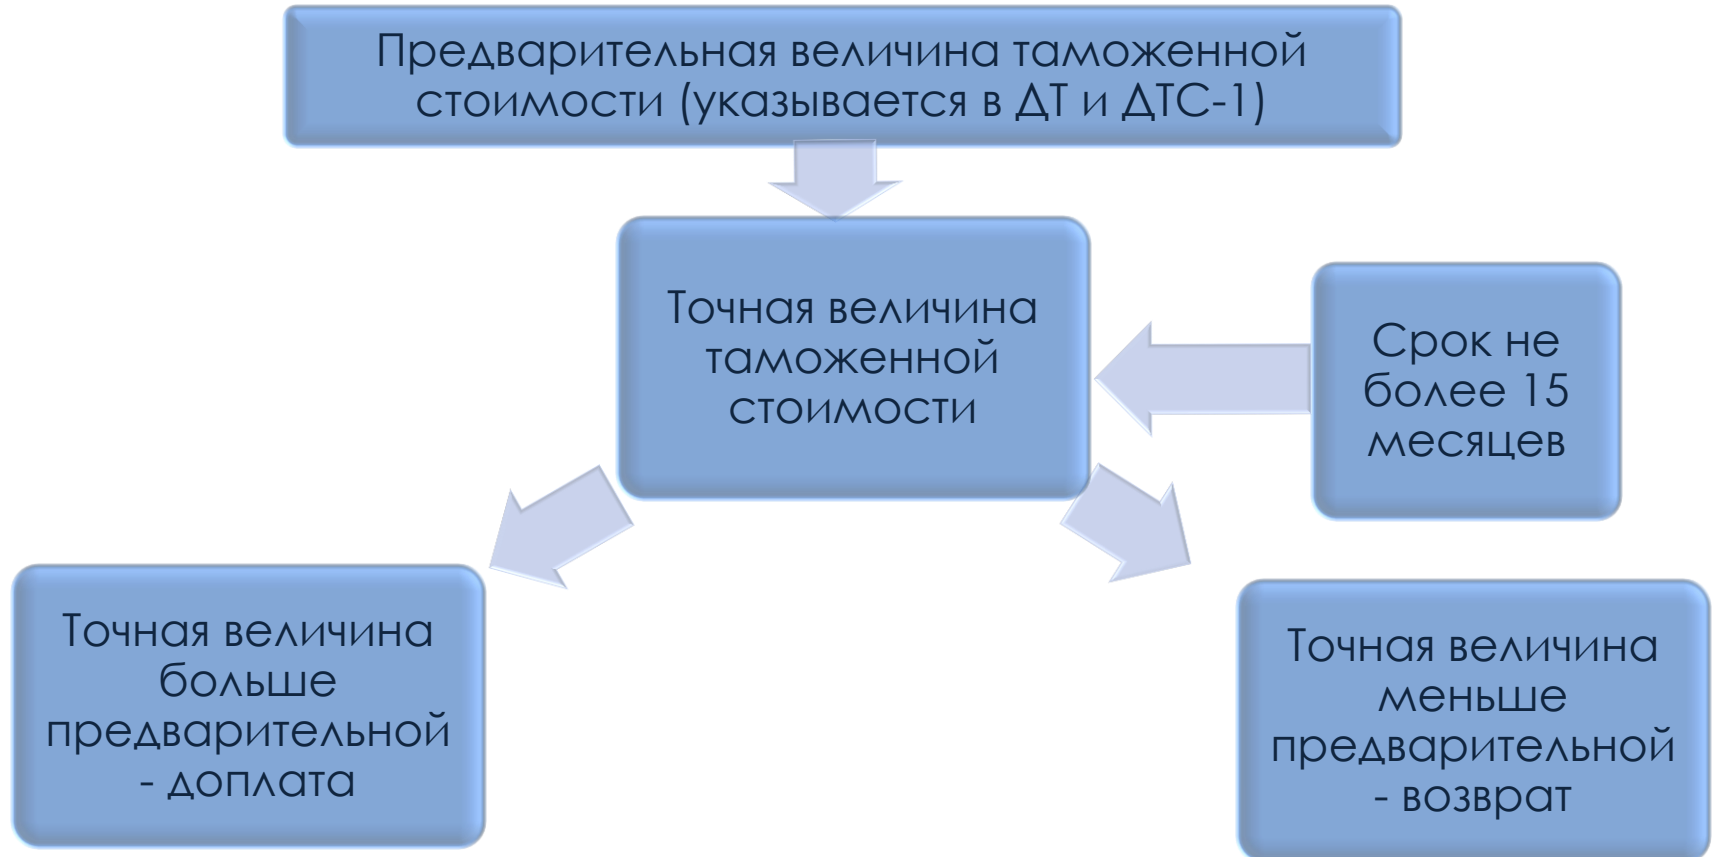 Предварительная величина таможенной
стоимости (указывается в ДТ и ДТС-1)
Точная величина
таможенной
стоимости
Срок не
более 15
месяцев
Точная величина
больше
предварительной
- доплата
Точная величина
меньше
предварительной
- возврат